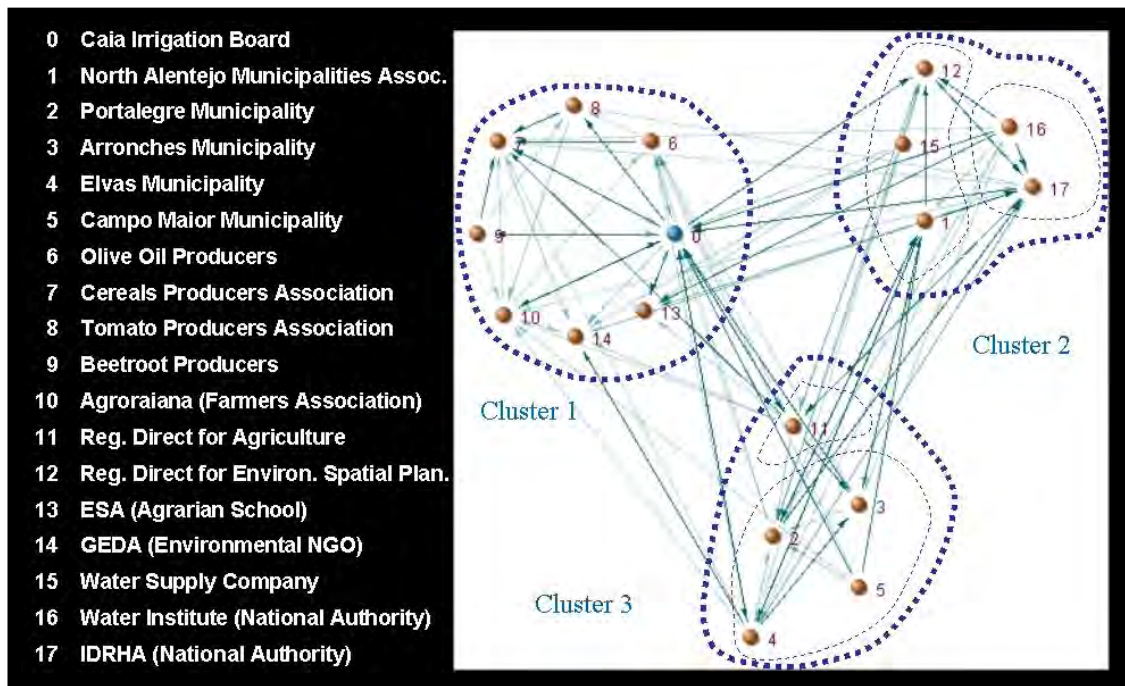 0 Caia Irrigation Board
1 North Alentejo Municipalities Assoc.
2 Portalegre Municipality
3 Arronches Municipality
4 Elvas Municipality
5 Campo Maior Municipality
6 Olive Oil Producers
7 Cereals Producers Association
8 Tomato Producers Association
9 Beetroot Producers
10 Agroraiana (Farmers Association)
11 Reg. Direct for Agriculture
12 Reg. Direct for Environ. Spatial Plan.
13 ESA (Agrarian School)
14 GEDA (Environmental NGO)
15 Water Supply Company
16 Water Institute (National Authority)
17 IDRHA (National Authority)
12
8
16
7
6
15
17
1
9
0
10
13
14
Cluster 2
Cluster 1
11
3
2
5
Cluster 3
4